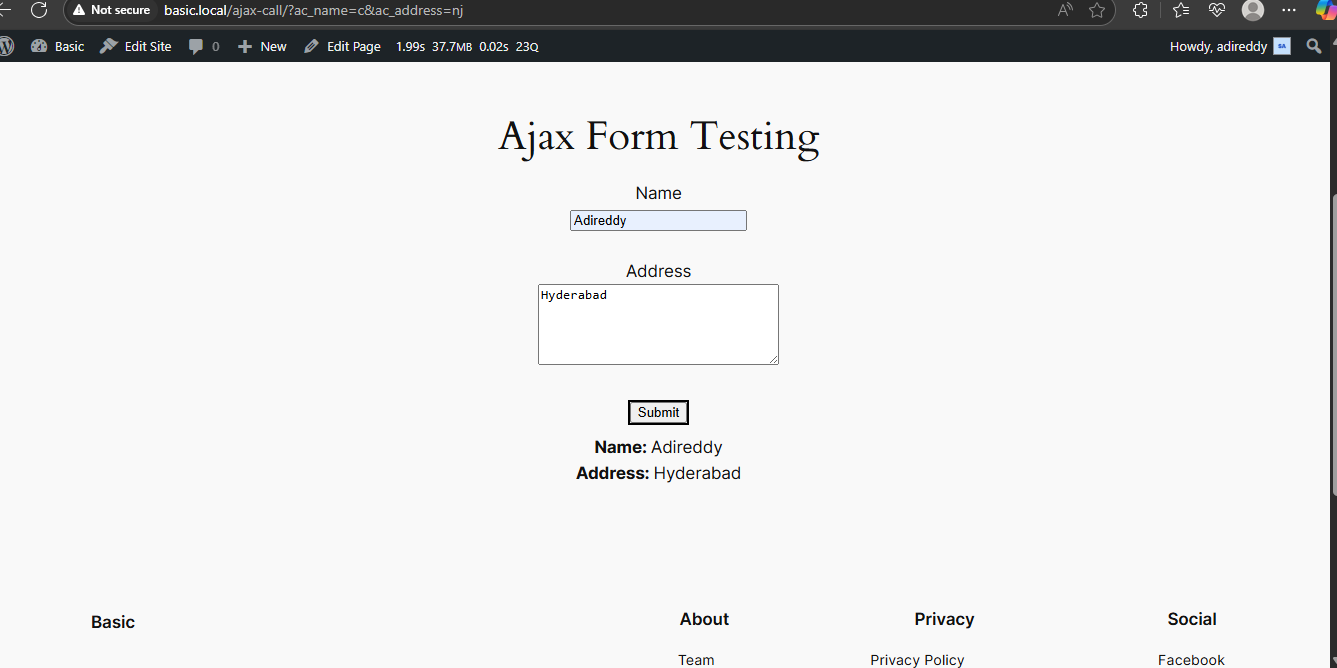 Not secure basic.local/ajax-call/?ac_name=c&ac_address=nj
Basic Edit Site 0 New Edit Page 1.99s 37.7MB 0.02s 23Q Howdy, adireddy SA
Ajax Form Testing
Name
Adireddy
Address
Hyderabad
Submit
Name: Adireddy
Address: Hyderabad
Basic About Privacy Social
Team Privacy Policy Facebook